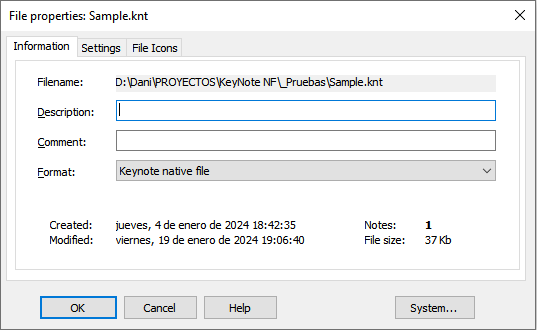 File properties: Sample.knt
Information Settings File Icons
Filename: D:\Dani\PROYECTOS\KeyNote NF\_Pruebas\Sample.knt
Description:
Comment:
Format: Keynote native file
Created: jueves, 4 de enero de 2024 18:42:35 Notes: 1
Modified: viernes, 19 de enero de 2024 19:06:40 File size: 37 Kb
OK Cancel Help System...